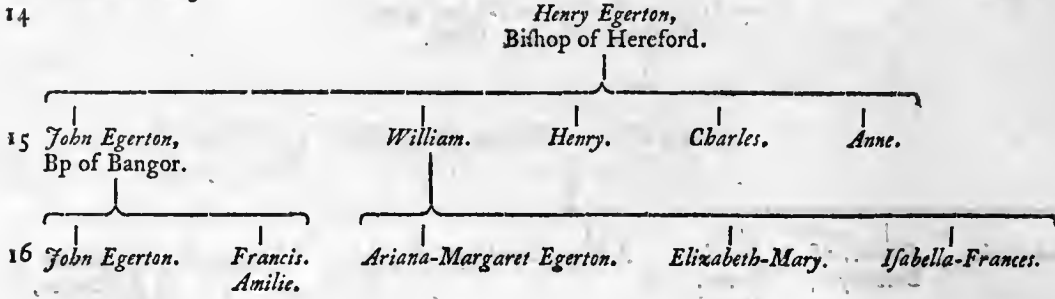 14 Henry Egerton,
Biſhop of Hereford.
15 John Egerton, William. Henry. Charles. Anne.
Bp of Bangor.
16 John Egerton. Francis. Ariana-Margaret Egerton. Elizabeth-Mary. Iſabella-Frances.
Amilie.